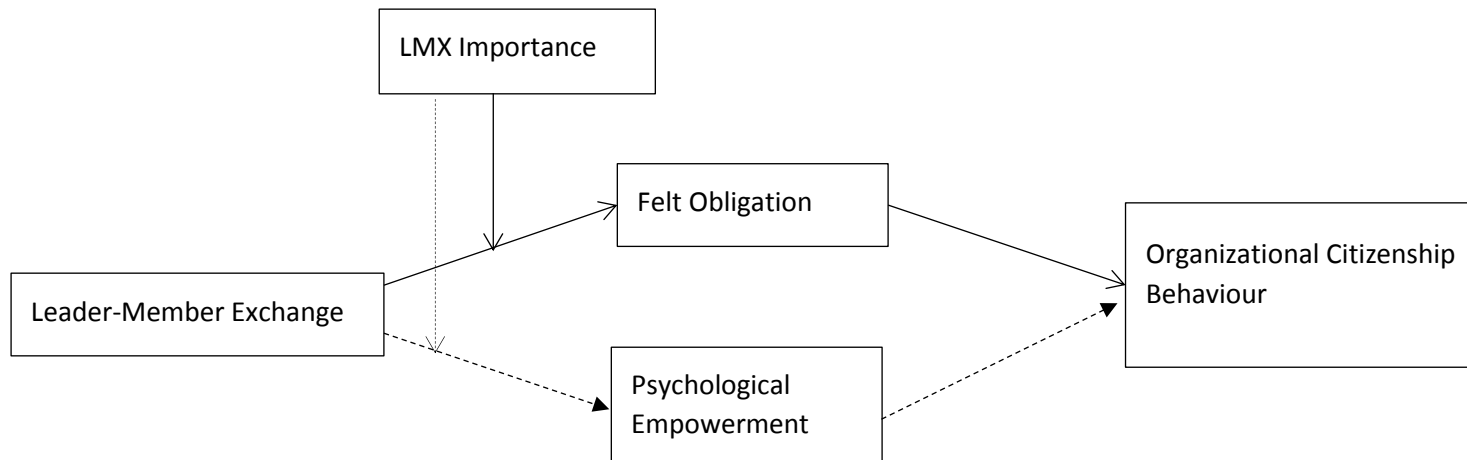 LMX Importance
Felt Obligation
Organizational Citizenship
Behaviour
Leader-Member Exchange
Psychological
Empowerment